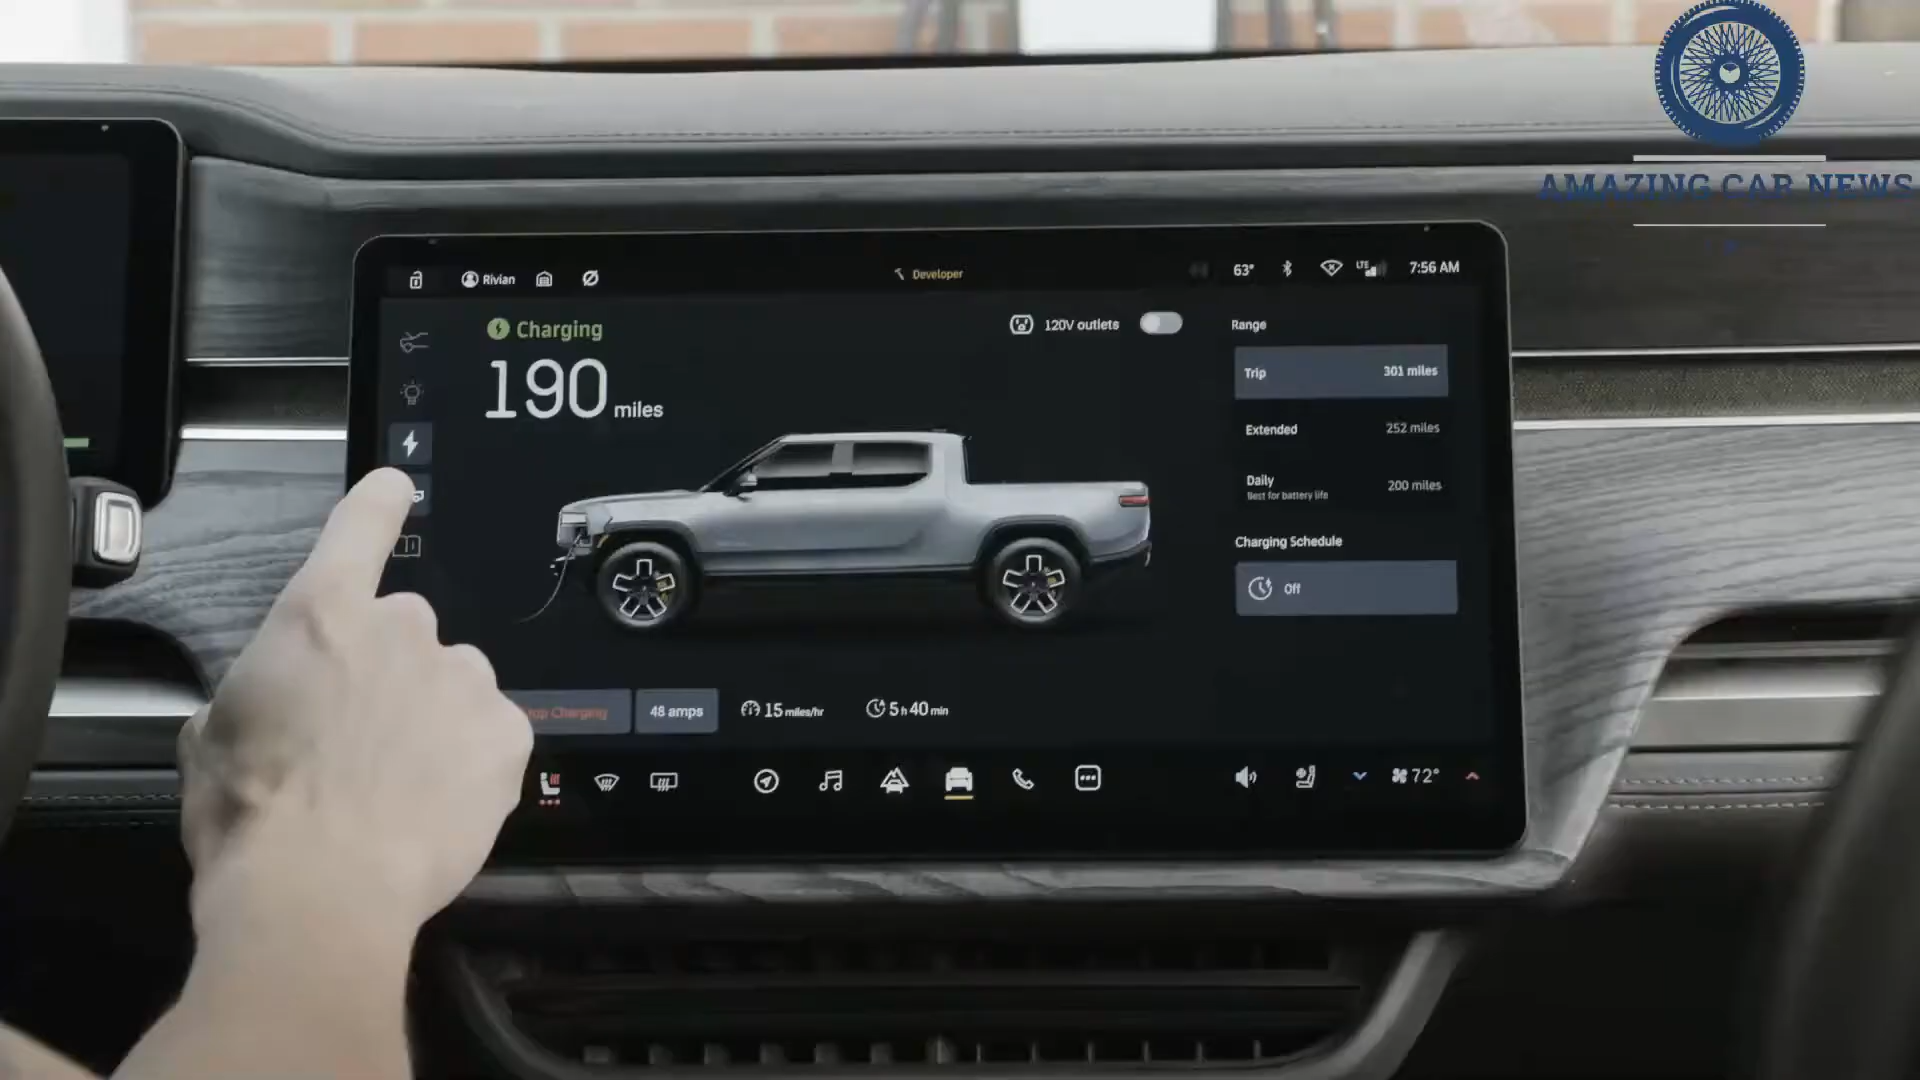 AMAZING CAR NEWS
Rivian
Developer
63°
LTE
7:56 AM
Charging
190 miles
120V outlets
Range
Trip 301 miles
Extended 252 miles
Daily 200 miles
Best for battery life
Charging Schedule
Off
Charging
48 amps
15 miles/hr
5 h 40 min
72°